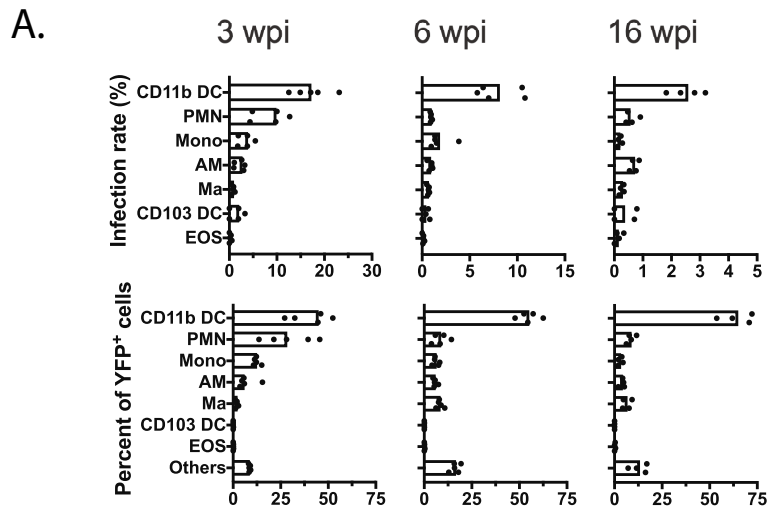 A.
3 wpi 6 wpi 16 wpi
Infection rate (%)
CD11b DC
PMN
Mono
AM
Ma
CD103 DC
EOS
0 10 20 30 0 5 10 15 0 1 2 3 4 5
Percent of YFP⁺ cells
CD11b DC
PMN
Mono
AM
Ma
CD103 DC
EOS
Others
0 25 50 75 0 25 50 75 0 25 50 75